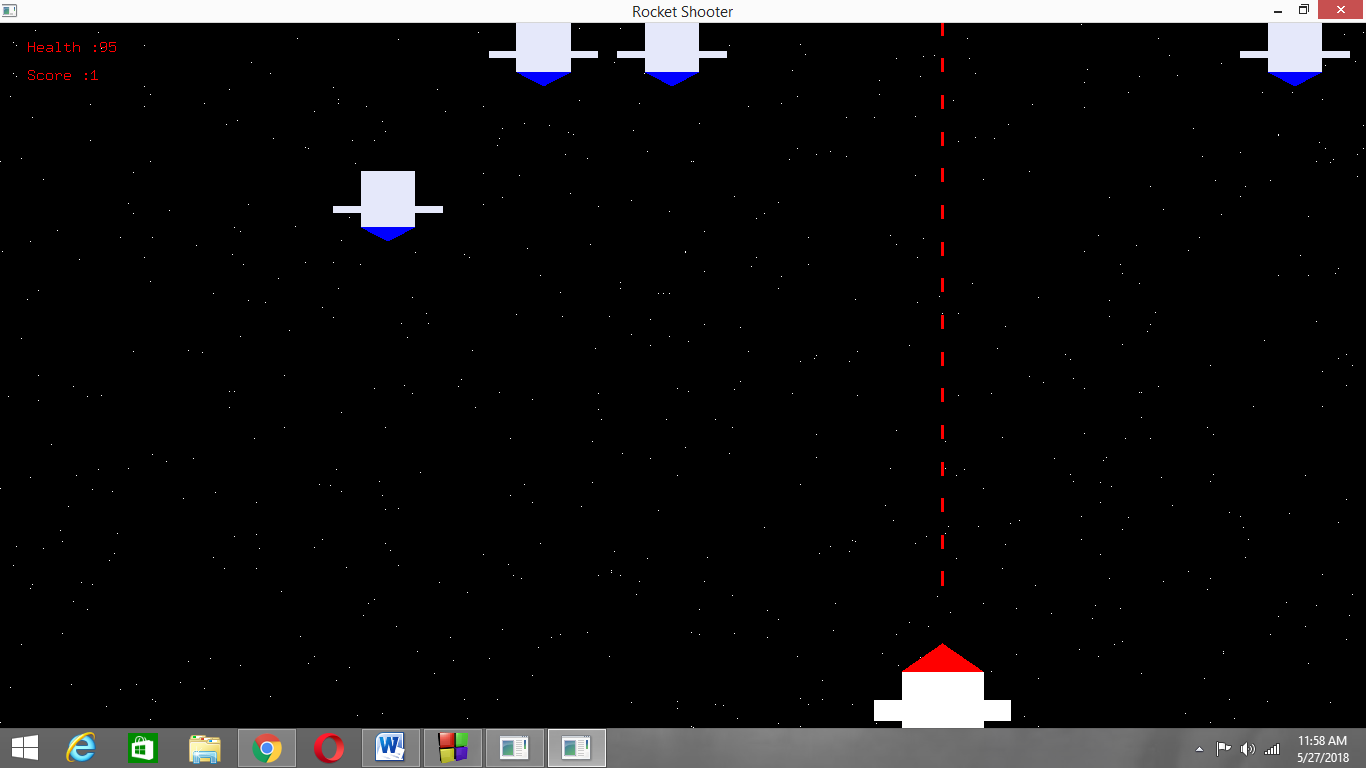 Rocket Shooter
Health :95
Score :1
11:58 AM
5/27/2018